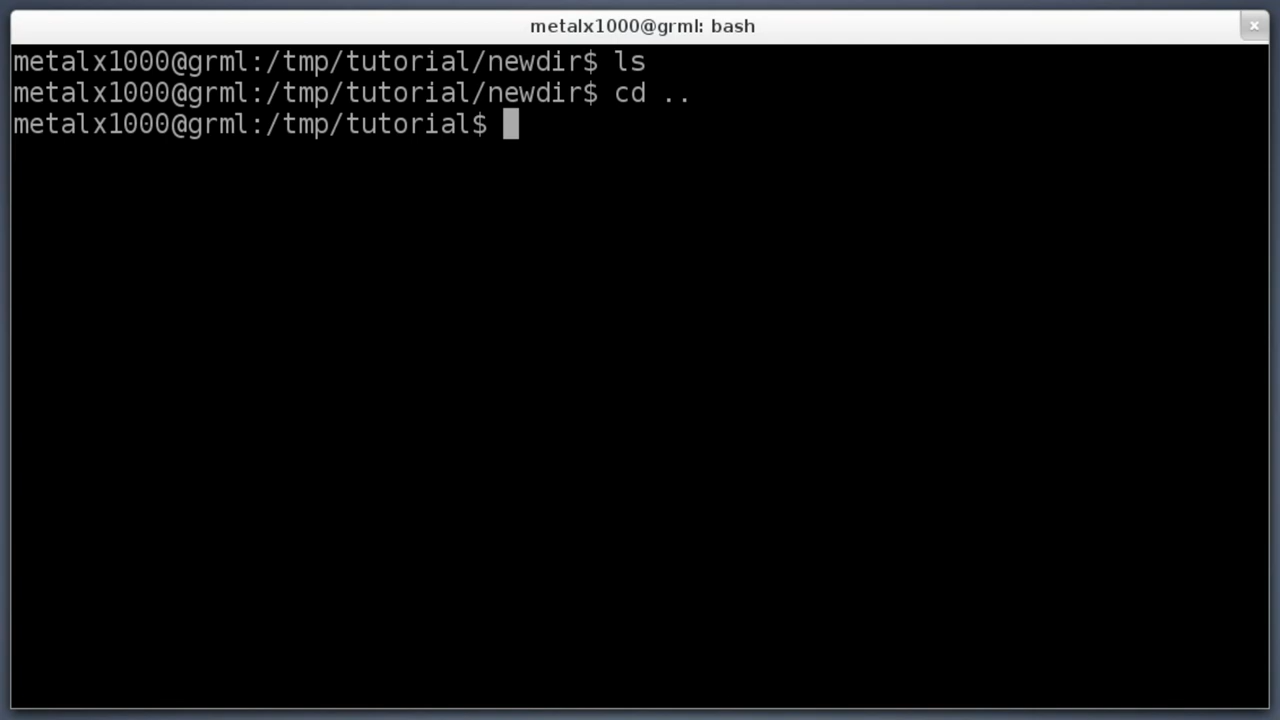 metalx1000@grml: bash
metalx1000@grml:/tmp/tutorial/newdir$ ls
metalx1000@grml:/tmp/tutorial/newdir$ cd ..
metalx1000@grml:/tmp/tutorial$